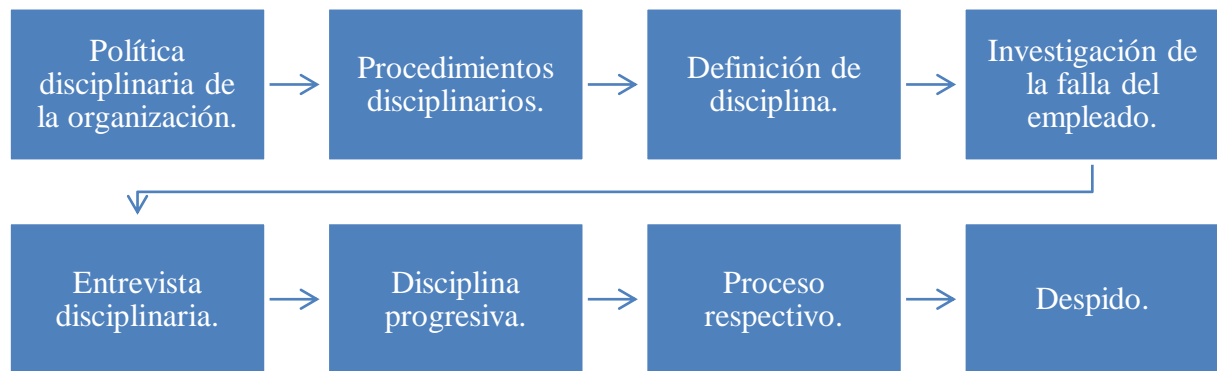 Política
disciplinaria de
la organización.
Procedimientos
disciplinarios.
Definición de
disciplina.
Investigación de
la falla del
empleado.
Entrevista
disciplinaria.
Disciplina
progresiva.
Proceso
respectivo.
Despido.